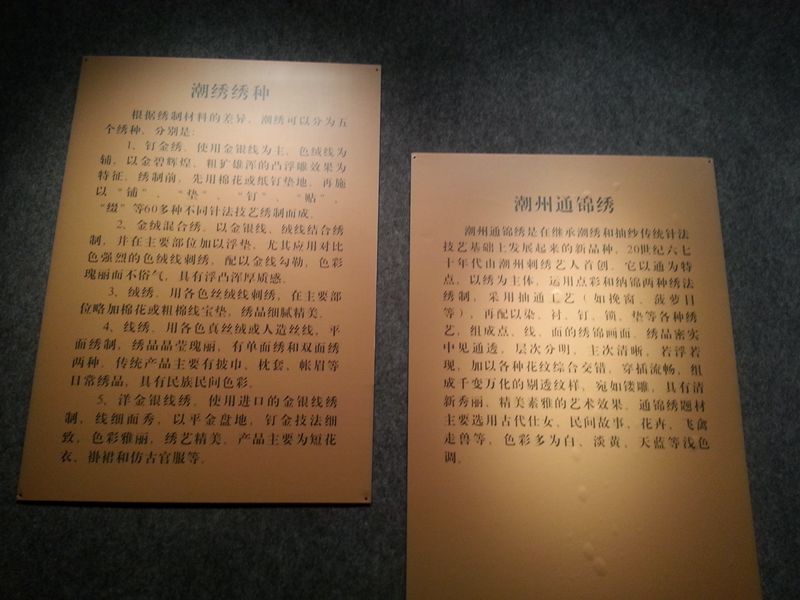 潮绣绣种
根据绣制材料的差异，潮绣可以分为五
个绣种，分别是:
1、钉金绣。使用金银线为主，色绒线为
辅，以金碧辉煌、粗犷雄浑的凸浮雕效果为
特征。绣制前，先用棉花或纸钉垫地，再施
以“铺”、“垫”、“钉”、“贴”、
“缀”等60多种不同针法技艺绣制而成。
2、金绒混合绣。以金银线、绒线结合绣
制，并在主要部位加以浮垫，尤其应用对比
色强烈的色绒线刺绣，配以金线勾勒，色彩
瑰丽而不俗气，具有浮凸浑厚质感。
3、绒绣。用各色丝绒线刺绣，在主要部
位略加棉花或粗棉线宝垫，绣品细腻精美。
4、线绣。用各色真丝绒或人造丝线，平
面绣制，绣品晶莹瑰丽，有单面绣和双面绣
两种。传统产品主要有披巾、枕套、帐眉等
日常绣品，具有民族民间色彩。
5、洋金银线绣。使用进口的金银线绣
制，线细面秀，以平金盘地，钉金技法细
致，色彩雅丽，绣艺精美。产品主要为短花
衣、褂裙和仿古官服等。
潮州通锦绣
潮州通锦绣是在继承潮绣和抽纱传统针法
技艺基础上发展起来的新品种，20世纪六七
十年代由潮州刺绣艺人首创。它以通为特
点，以绣为主体，运用点彩和纳锦两种绣法
绣制，采用抽通工艺（如挽窗、菠萝目
等），再配以染、衬、钉、锁、垫等各种绣
艺，组成点、线、面的绣锦画面。绣品密实
中见通透，层次分明，主次清晰，若浮若
现，加以各种花纹综合交错，穿插流畅，组
成千变万化的剔透纹样，宛如镂雕，具有清
新秀丽、精美素雅的艺术效果。通锦绣题材
主要选用古代仕女、民间故事、花卉、飞禽
走兽等，色彩多为白、淡黄、天蓝等浅色
调。